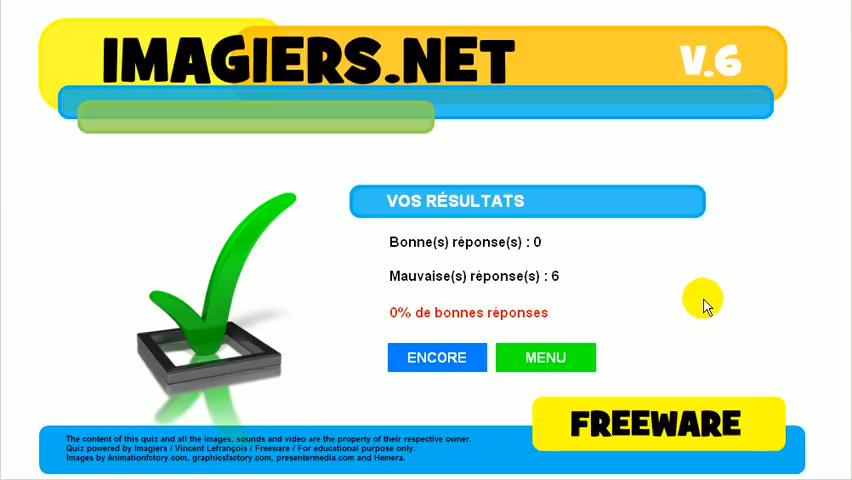 IMAGIERS.NET
V.6
VOS RÉSULTATS
Bonne(s) réponse(s) : 0
Mauvaise(s) réponse(s) : 6
0% de bonnes réponses
ENCORE
MENU
FREEWARE
The content of this quiz and all the images, sounds and video are the property of their respective owner.
Quiz powered by Imagiers / Vincent Lefrançois / Freeware / For educational purpose only.
Images by Animationfctory.com, graphicsfactory.com, presentermedia.com and Hemera.